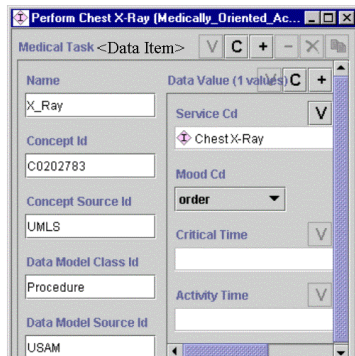 Perform Chest X-Ray (Medically_Oriented_Ac...
Medical Task <Data Item> V C + −
Name
X_Ray
Concept Id
C0202783
Concept Source Id
UMLS
Data Model Class Id
Procedure
Data Model Source Id
USAM
Data Value (1 values) V C +
Service Cd V
Chest X-Ray
Mood Cd
order
Critical Time V
Activity Time V